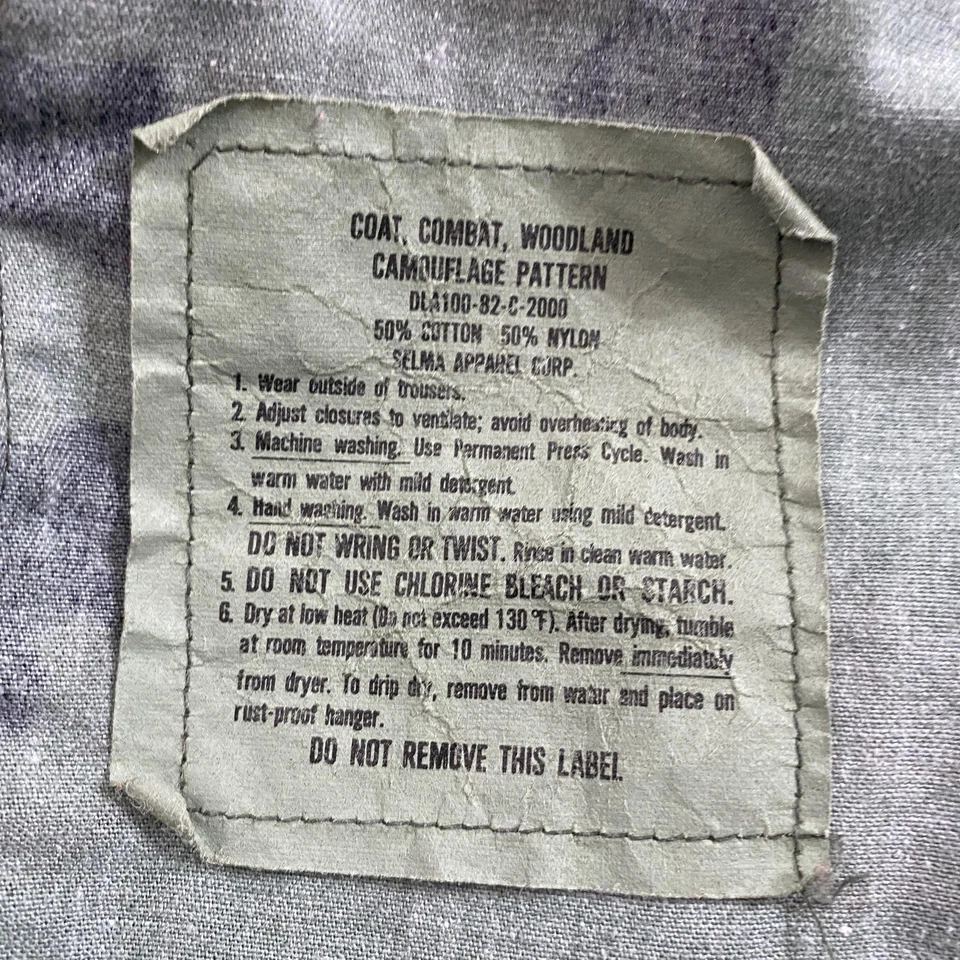 COAT, COMBAT, WOODLAND
CAMOUFLAGE PATTERN
DLA100-82-C-2000
50% COTTON 50% NYLON
SELMA APPAREL CORP.
1. Wear outside of trousers.
2. Adjust closures to ventilate; avoid overheating of body.
3. Machine washing. Use Permanent Press Cycle. Wash in
warm water with mild detergent.
4. Hand washing. Wash in warm water using mild detergent.
DO NOT WRING OR TWIST. Rinse in clean warm water.
5. DO NOT USE CHLORINE BLEACH OR STARCH.
6. Dry at low heat (Do not exceed 130°F). After drying, tumble
at room temperature for 10 minutes. Remove immediately
from dryer. To drip dry, remove from water and place on
rust-proof hanger.
DO NOT REMOVE THIS LABEL.